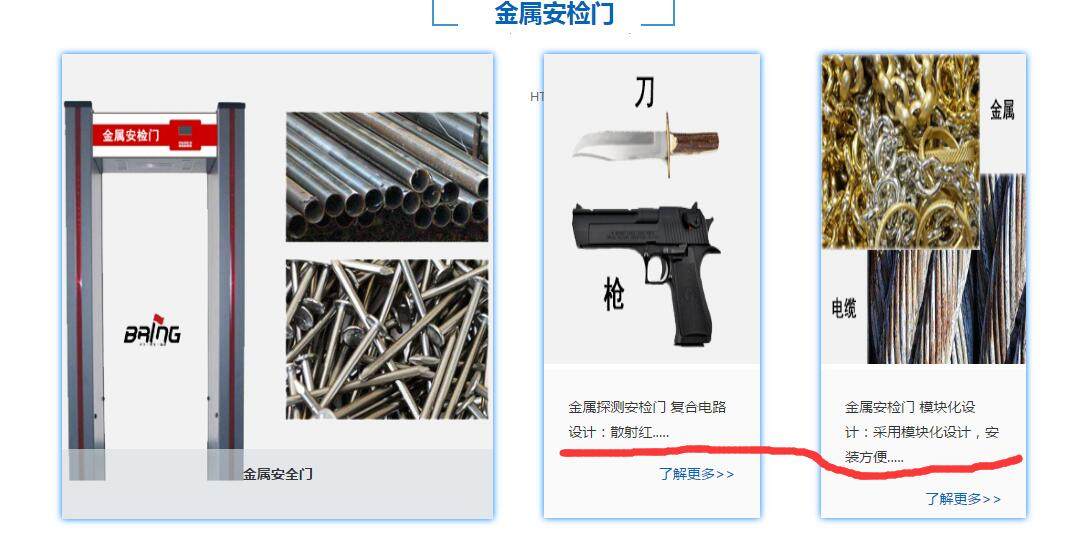 金属安检门
金属安检门
BRING
金属安全门
HT
刀
枪
金属探测安检门 复合电路
设计：散射红.....
了解更多>>
金属
电缆
金属安检门 模块化设
计：采用模块化设计，安
装方便.....
了解更多>>